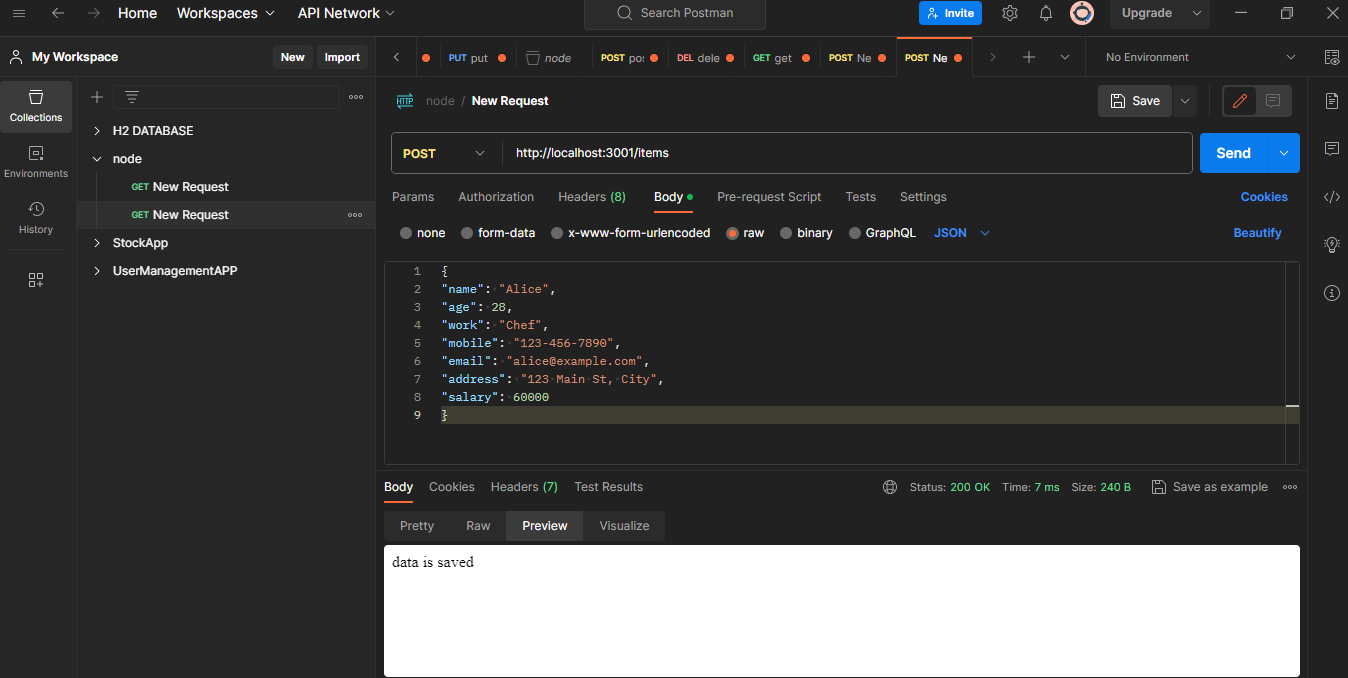 Home Workspaces API Network Search Postman Invite Upgrade
My Workspace New Import PUT put node POST pos DEL dele GET get POST Ne POST Ne No Environment
Collections
Environments
History
H2 DATABASE
node
GET New Request
GET New Request
StockApp
UserManagementAPP
HTTP node / New Request Save
POST http://localhost:3001/items Send
Params Authorization Headers (8) Body Pre-request Script Tests Settings Cookies
none form-data x-www-form-urlencoded raw binary GraphQL JSON Beautify
1 {
2 "name": "Alice",
3 "age": 28,
4 "work": "Chef",
5 "mobile": "123-456-7890",
6 "email": "alice@example.com",
7 "address": "123 Main St, City",
8 "salary": 60000
9 }
Body Cookies Headers (7) Test Results Status: 200 OK Time: 7 ms Size: 240 B Save as example
Pretty Raw Preview Visualize
data is saved